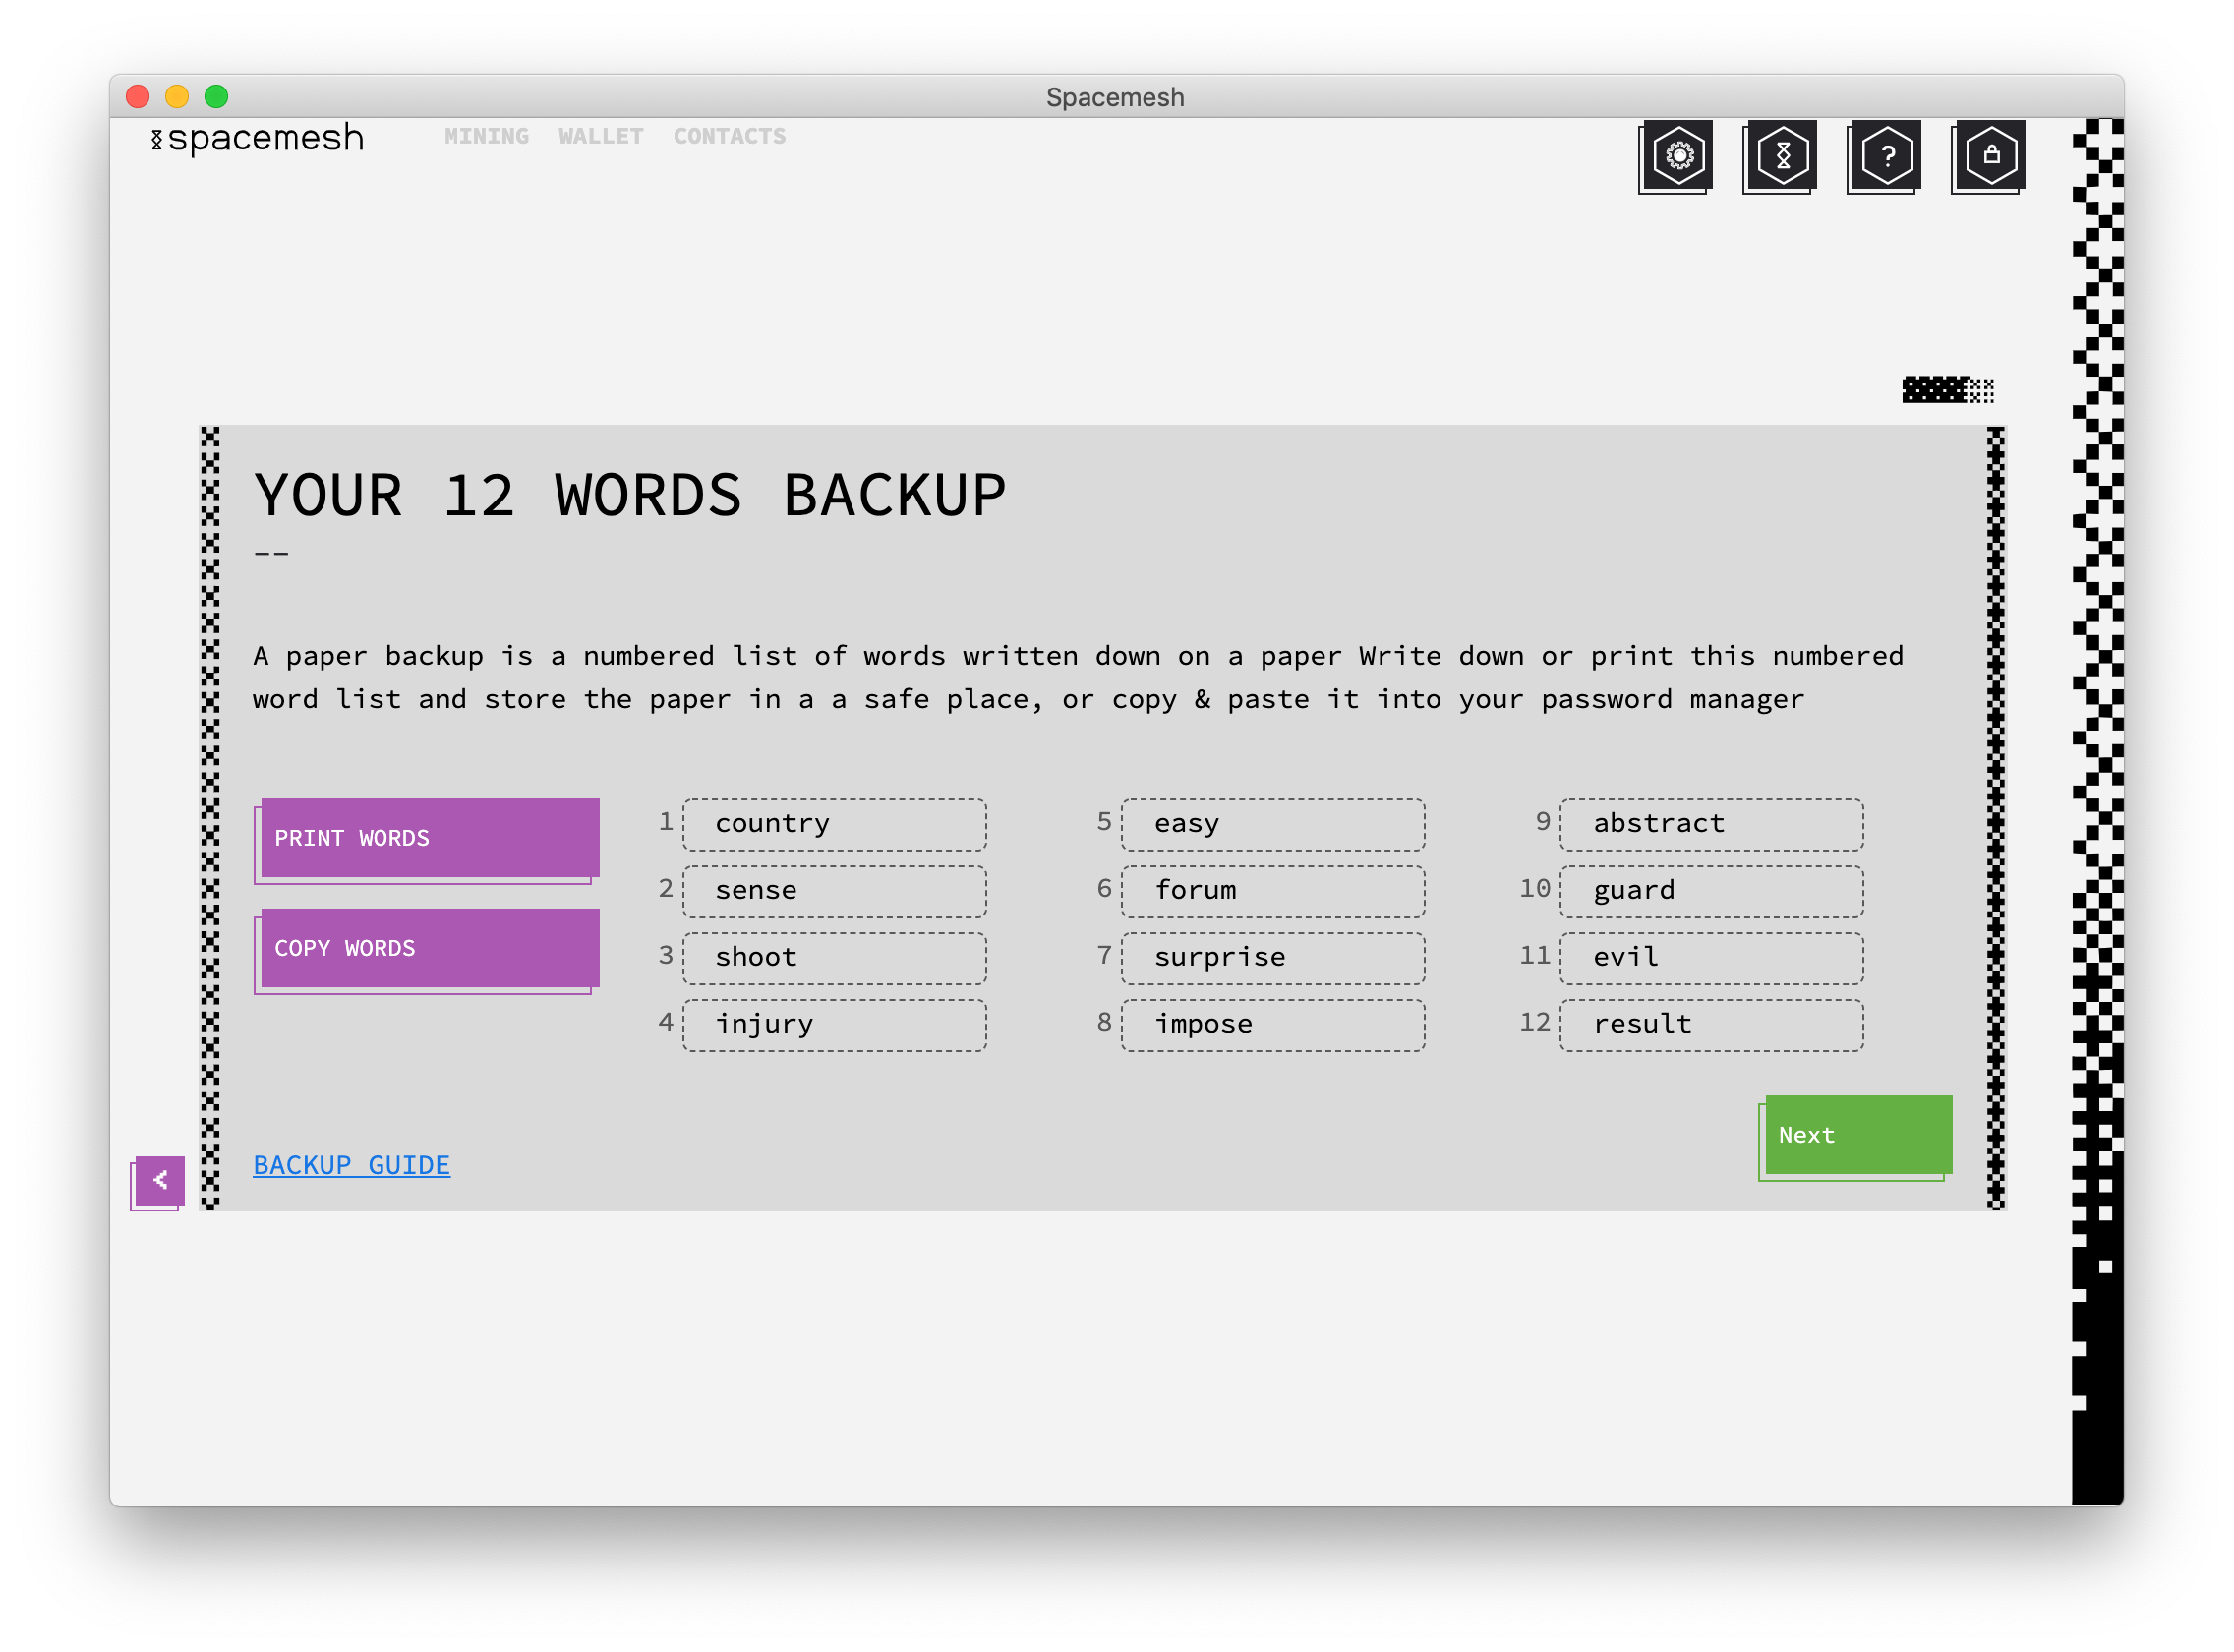 Spacemesh
spacemesh MINING WALLET CONTACTS
?
YOUR 12 WORDS BACKUP
--
A paper backup is a numbered list of words written down on a paper Write down or print this numbered
word list and store the paper in a a safe place, or copy & paste it into your password manager
PRINT WORDS
COPY WORDS
1 country
2 sense
3 shoot
4 injury
5 easy
6 forum
7 surprise
8 impose
9 abstract
10 guard
11 evil
12 result
Next
BACKUP GUIDE
<